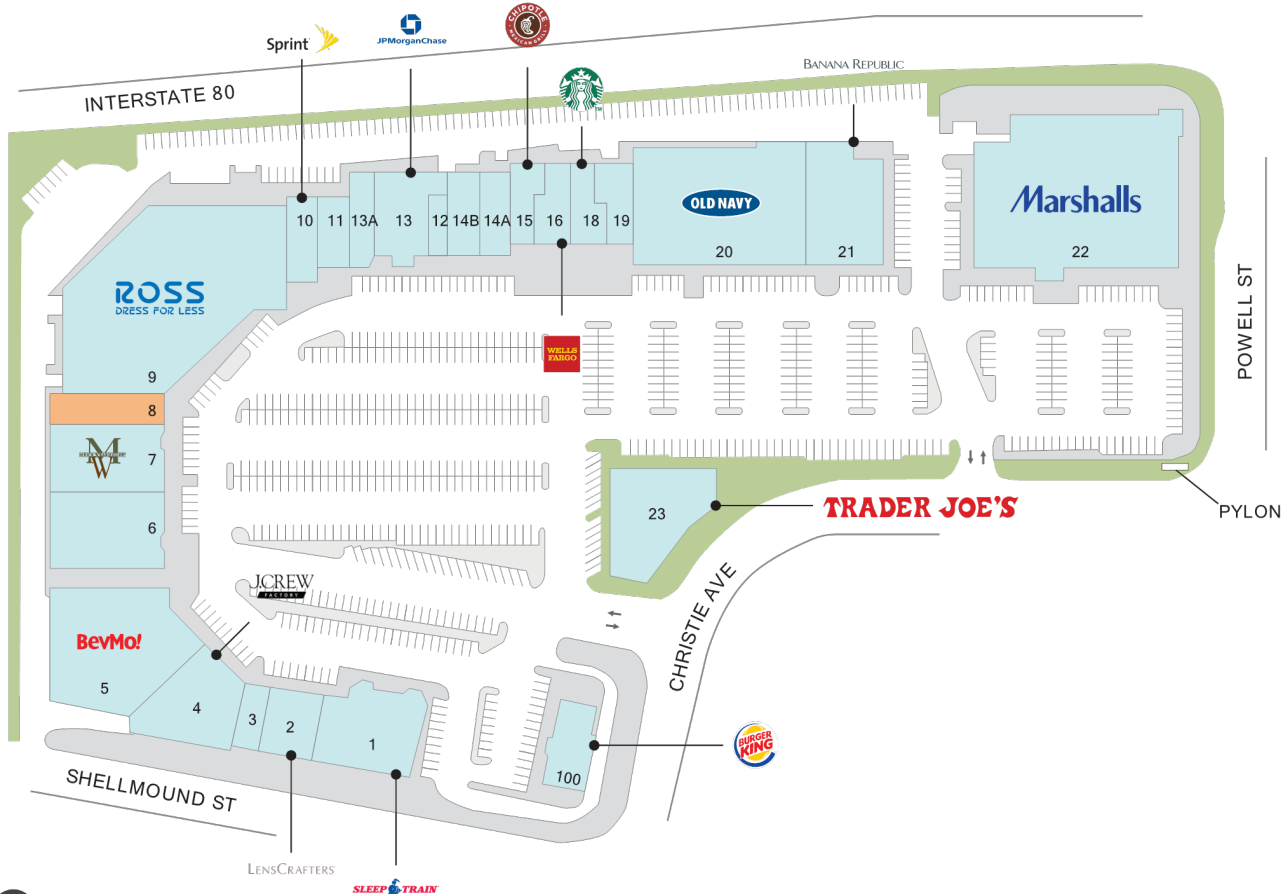 Sprint
JPMorganChase
CHIPOTLE
MEXICAN GRILL
BANANA REPUBLIC
INTERSTATE 80
10
11
13A
13
12
14B
14A
15
16
18
19
OLD NAVY
20
21
Marshalls
22
POWELL ST
ROSS
DRESS FOR LESS
9
WELLS
FARGO
8
MW
7
6
23
TRADER JOE'S
PYLON
J.CREW
FACTORY
BevMo!
5
4
3
2
1
100
CHRISTIE AVE
BURGER
KING
SHELLMOUND ST
LENSCRAFTERS
SLEEP TRAIN